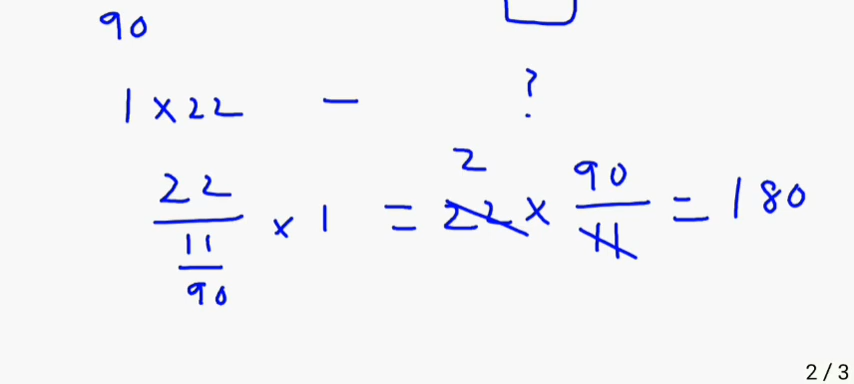 90
1 × 22 — ?
22 / (11/90) × 1 = 22 × 90/11 = 180
2
2 / 3